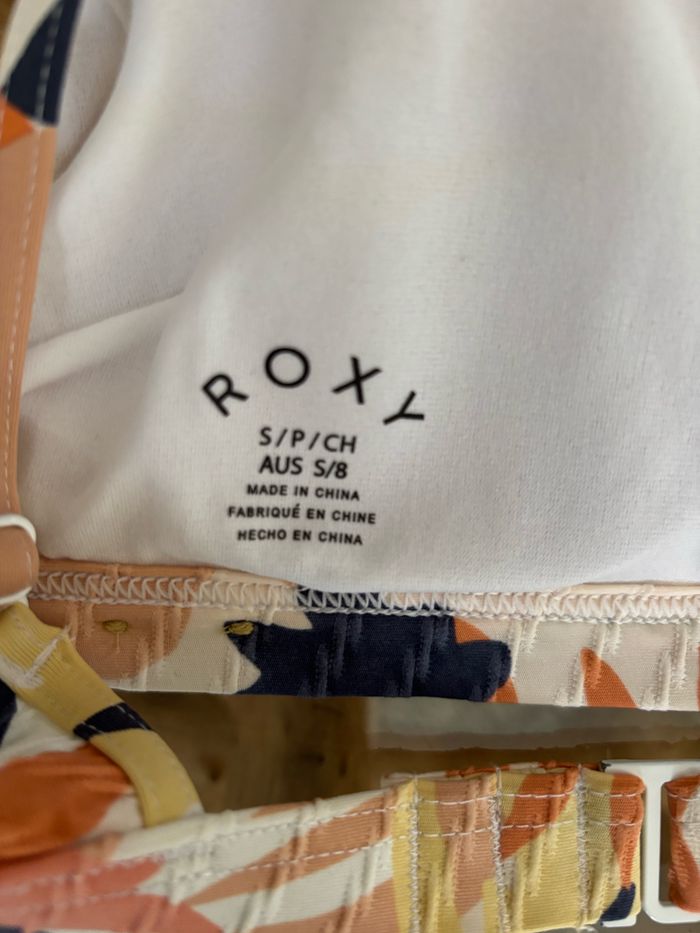 ROXY
S/P/CH
AUS S/8
MADE IN CHINA
FABRIQUÉ EN CHINE
HECHO EN CHINA